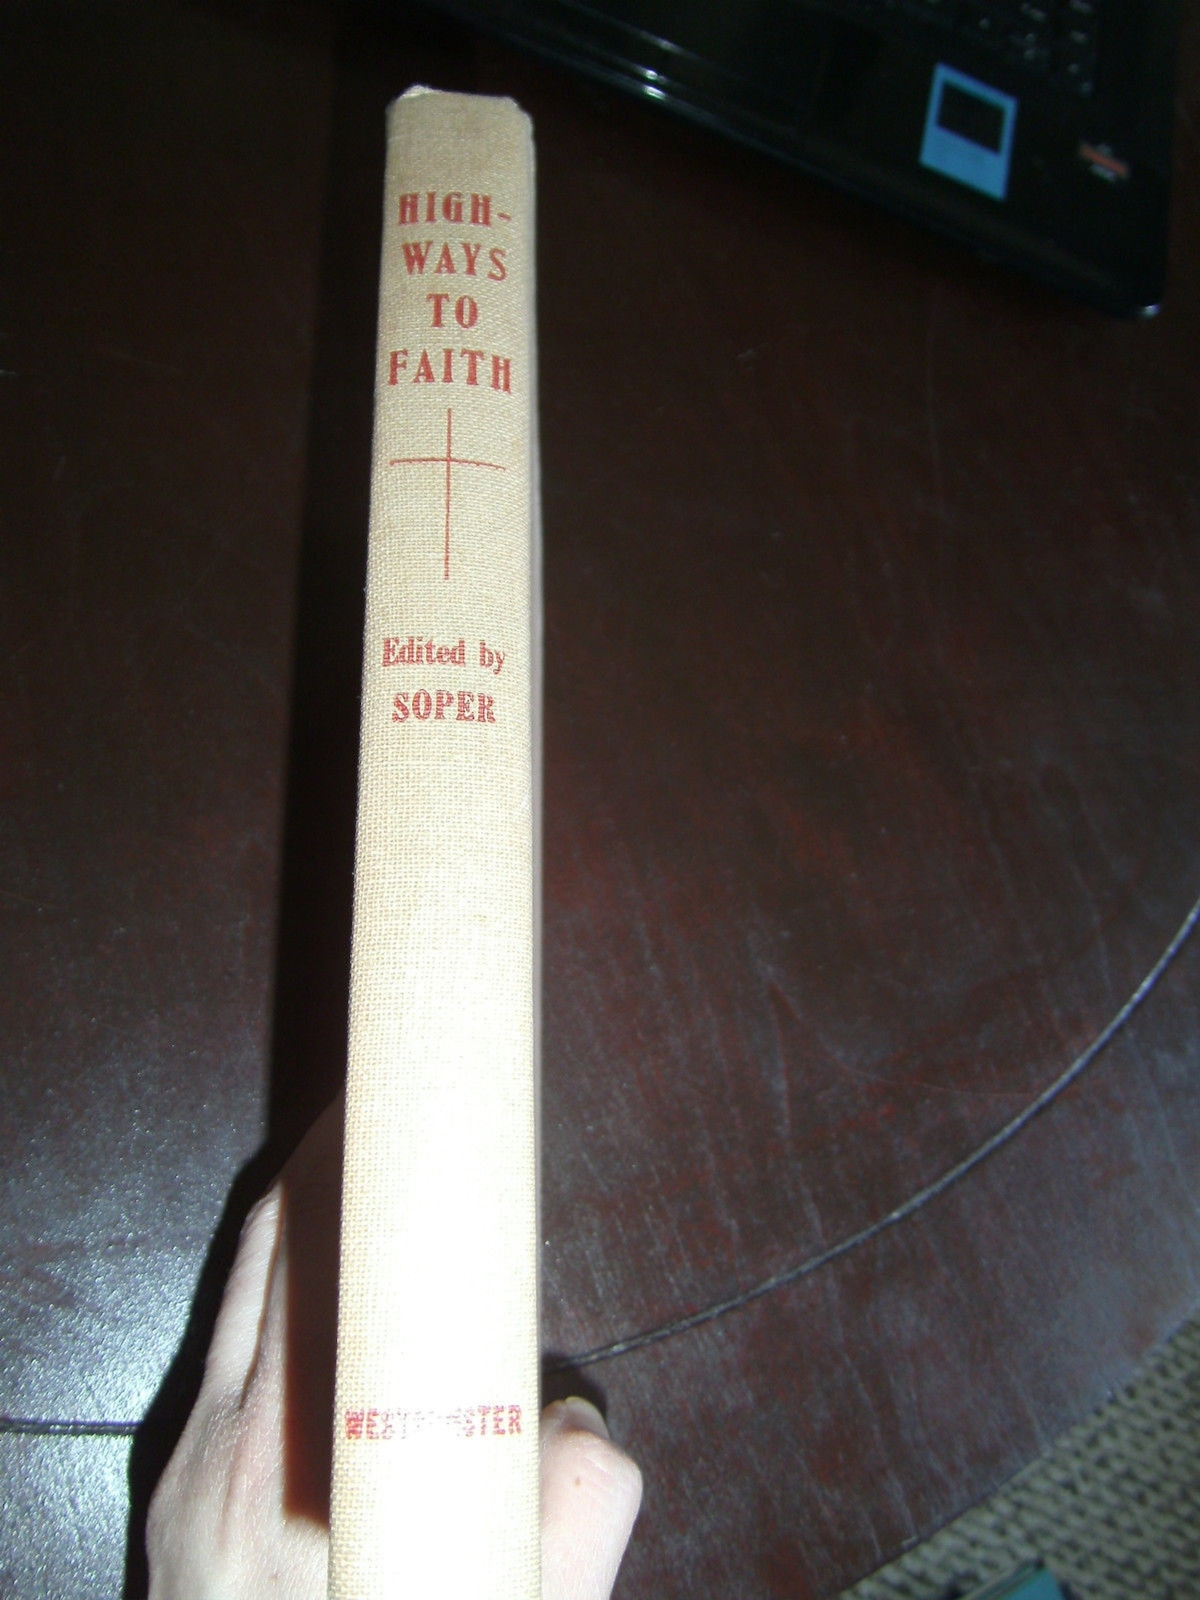 HIGH-
WAYS
TO
FAITH
Edited by
SOPER
WESTMINSTER